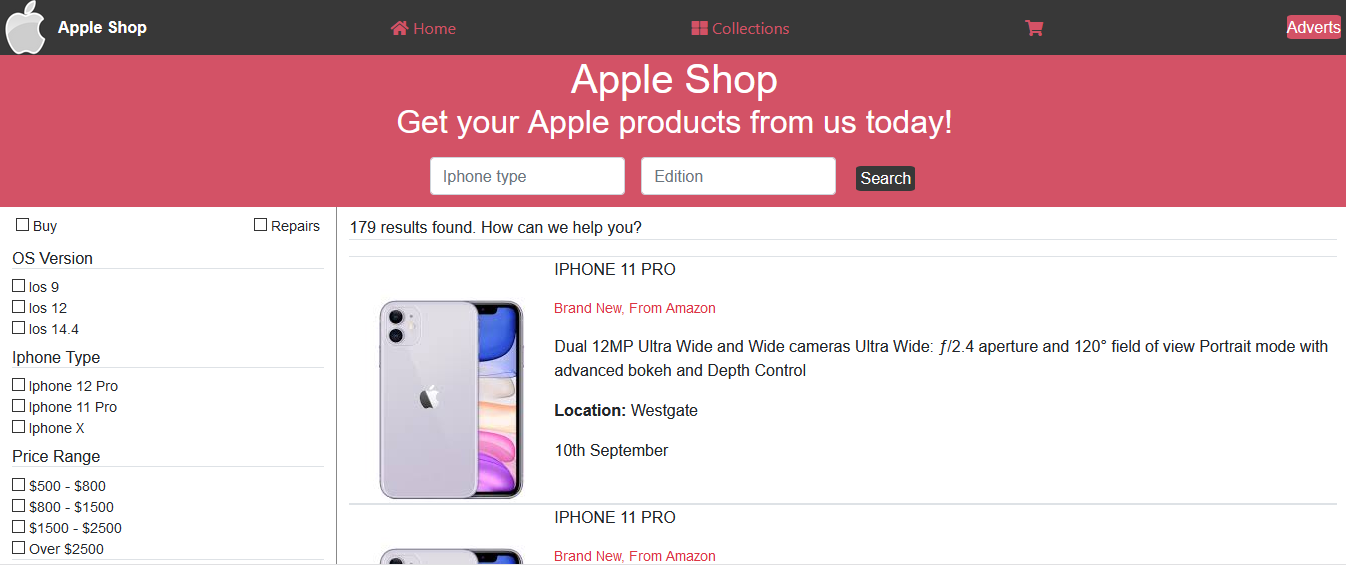 Apple Shop
Home
Collections
Adverts
Apple Shop
Get your Apple products from us today!
Iphone type
Edition
Search
Buy
Repairs
OS Version
Ios 9
Ios 12
Ios 14.4
Iphone Type
Iphone 12 Pro
Iphone 11 Pro
Iphone X
Price Range
$500 - $800
$800 - $1500
$1500 - $2500
Over $2500
179 results found. How can we help you?
IPHONE 11 PRO
Brand New, From Amazon
Dual 12MP Ultra Wide and Wide cameras Ultra Wide: ƒ/2.4 aperture and 120° field of view Portrait mode with
advanced bokeh and Depth Control
Location: Westgate
10th September
IPHONE 11 PRO
Brand New, From Amazon